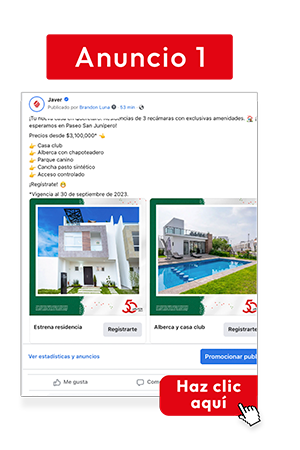 Anuncio 1
Javer
Publicado por Brandon Luna · 53 min ·
¡Tu nueva casa en Querétaro! Residencias de 3 recámaras con exclusivas amenidades. ¡
esperamos en Paseo San Junípero!
Precios desde $3,100,000*
Casa club
Alberca con chapoteadero
Parque canino
Cancha pasto sintético
Acceso controlado
¡Regístrate!
*Vigencia al 30 de septiembre de 2023.
Estrena residencia
Registrarte
Alberca y casa club
Registrarte
Ver estadísticas y anuncios
Promocionar publ
Me gusta
Com
Haz clic
aquí